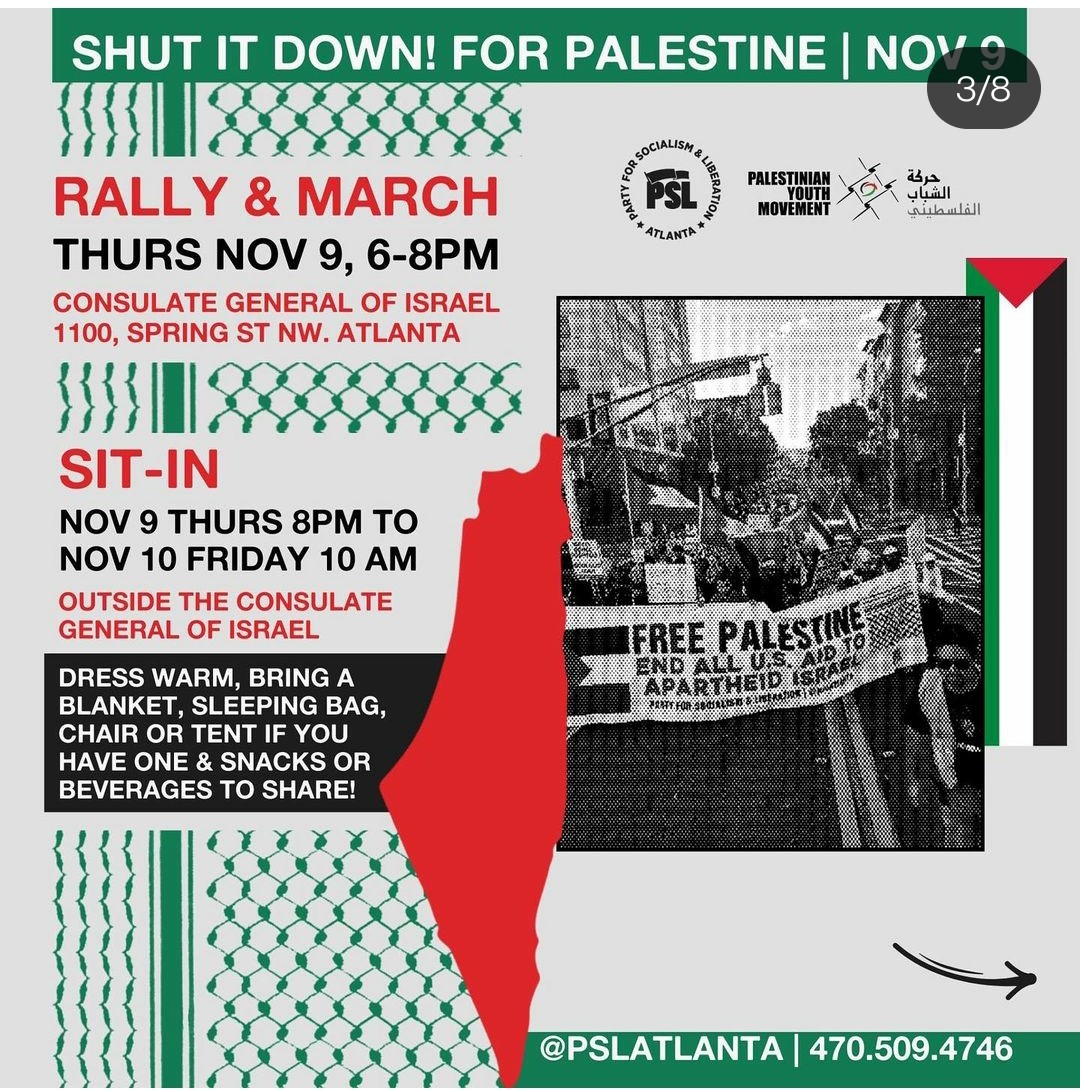 SHUT IT DOWN! FOR PALESTINE | NOV 9
3/8
RALLY & MARCH
THURS NOV 9, 6-8PM
CONSULATE GENERAL OF ISRAEL
1100, SPRING ST NW. ATLANTA
PARTY FOR SOCIALISM & LIBERATION
PSL
ATLANTA
PALESTINIAN
YOUTH
MOVEMENT
حركة
الشباب
الفلسطيني
SIT-IN
NOV 9 THURS 8PM TO
NOV 10 FRIDAY 10 AM
OUTSIDE THE CONSULATE
GENERAL OF ISRAEL
DRESS WARM, BRING A
BLANKET, SLEEPING BAG,
CHAIR OR TENT IF YOU
HAVE ONE & SNACKS OR
BEVERAGES TO SHARE!
FREE PALESTINE
END ALL U.S. AID TO
APARTHEID ISRAEL
PARTY FOR SOCIALISM & LIBERATION
@PSLATLANTA | 470.509.4746